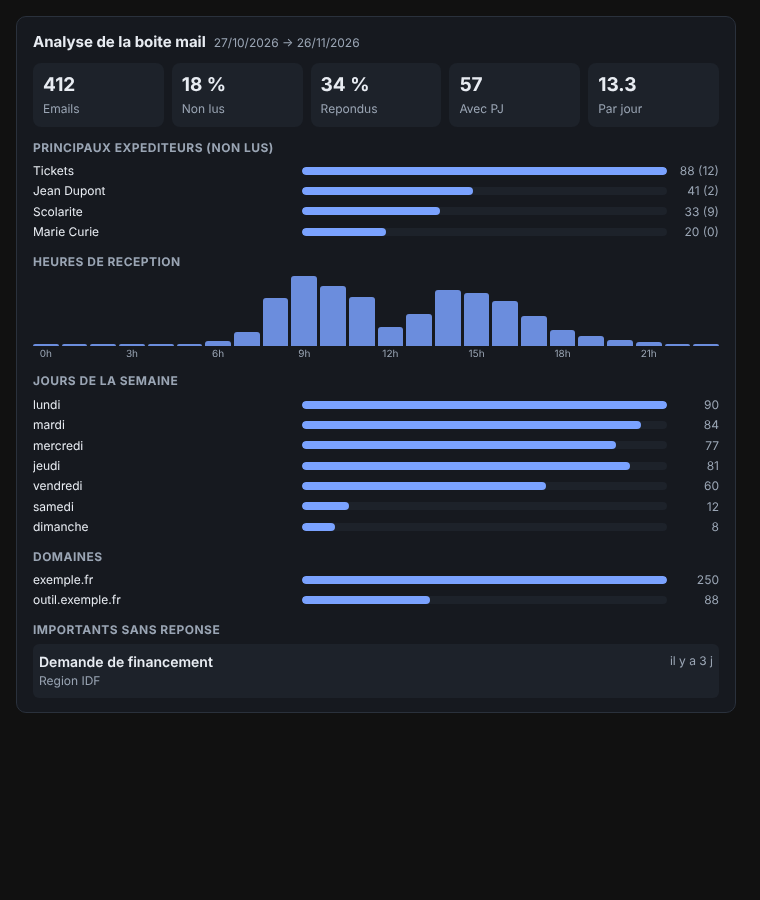 Analyse de la boite mail 27/10/2026 → 26/11/2026
412 18 % 34 % 57 13.3
Emails Non lus Repondus Avec PJ Par jour
PRINCIPAUX EXPEDITEURS (NON LUS)
Tickets 88 (12)
Jean Dupont 41 (2)
Scolarite 33 (9)
Marie Curie 20 (0)
HEURES DE RECEPTION
0h 3h 6h 9h 12h 15h 18h 21h
JOURS DE LA SEMAINE
lundi 90
mardi 84
mercredi 77
jeudi 81
vendredi 60
samedi 12
dimanche 8
DOMAINES
exemple.fr 250
outil.exemple.fr 88
IMPORTANTS SANS REPONSE
Demande de financement il y a 3 j
Region IDF